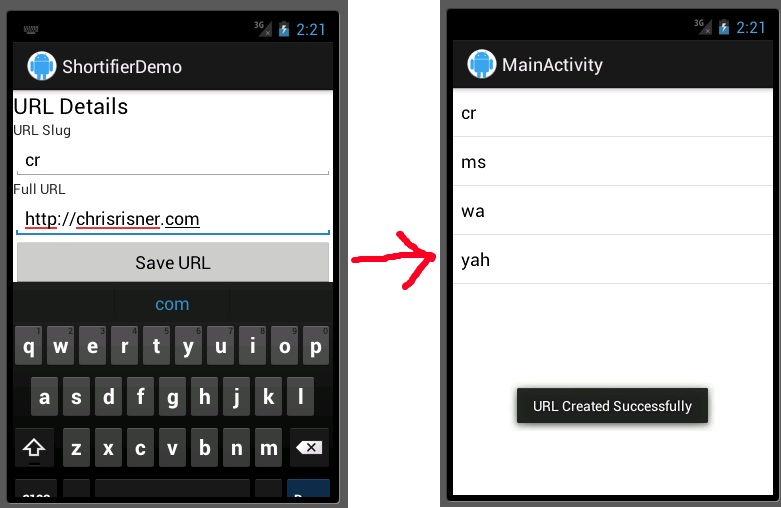 3G 2:21
ShortifierDemo
URL Details
URL Slug
cr
Full URL
http://chrisrisner.com
Save URL
com
1 2 3 4 5 6 7 8 9 0
q w e r t y u i o p
a s d f g h j k l
z x c v b n m
3G 2:21
MainActivity
cr
ms
wa
yah
URL Created Successfully